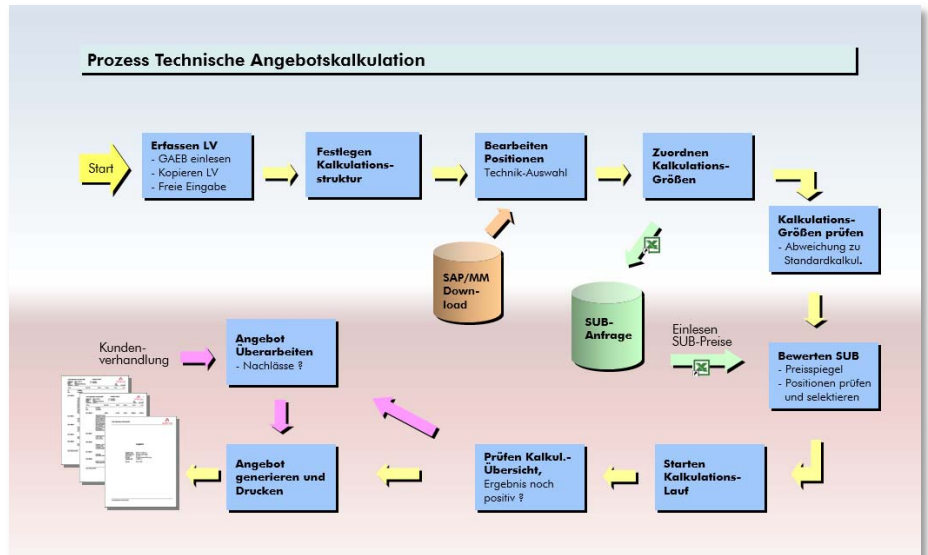 Prozess Technische Angebotskalkulation
Start
Erfassen LV
- GAEB einlesen
- Kopieren LV
- Freie Eingabe
Festlegen
Kalkulations-
struktur
Bearbeiten
Positionen
Technik-Auswahl
Zuordnen
Kalkulations-
Größen
Kalkulations-
Größen prüfen
- Abweichung zu
Standardkalkul.
SAP/MM
Down-
load
SUB-
Anfrage
Einlesen
SUB-Preise
Bewerten SUB
- Preisspiegel
- Positionen prüfen
und selektieren
Kunden-
verhandlung
Angebot
Überarbeiten
- Nachlässe ?
Angebot
generieren und
Drucken
Prüfen Kalkul.-
Übersicht,
Ergebnis noch
positiv ?
Starten
Kalkulations-
Lauf